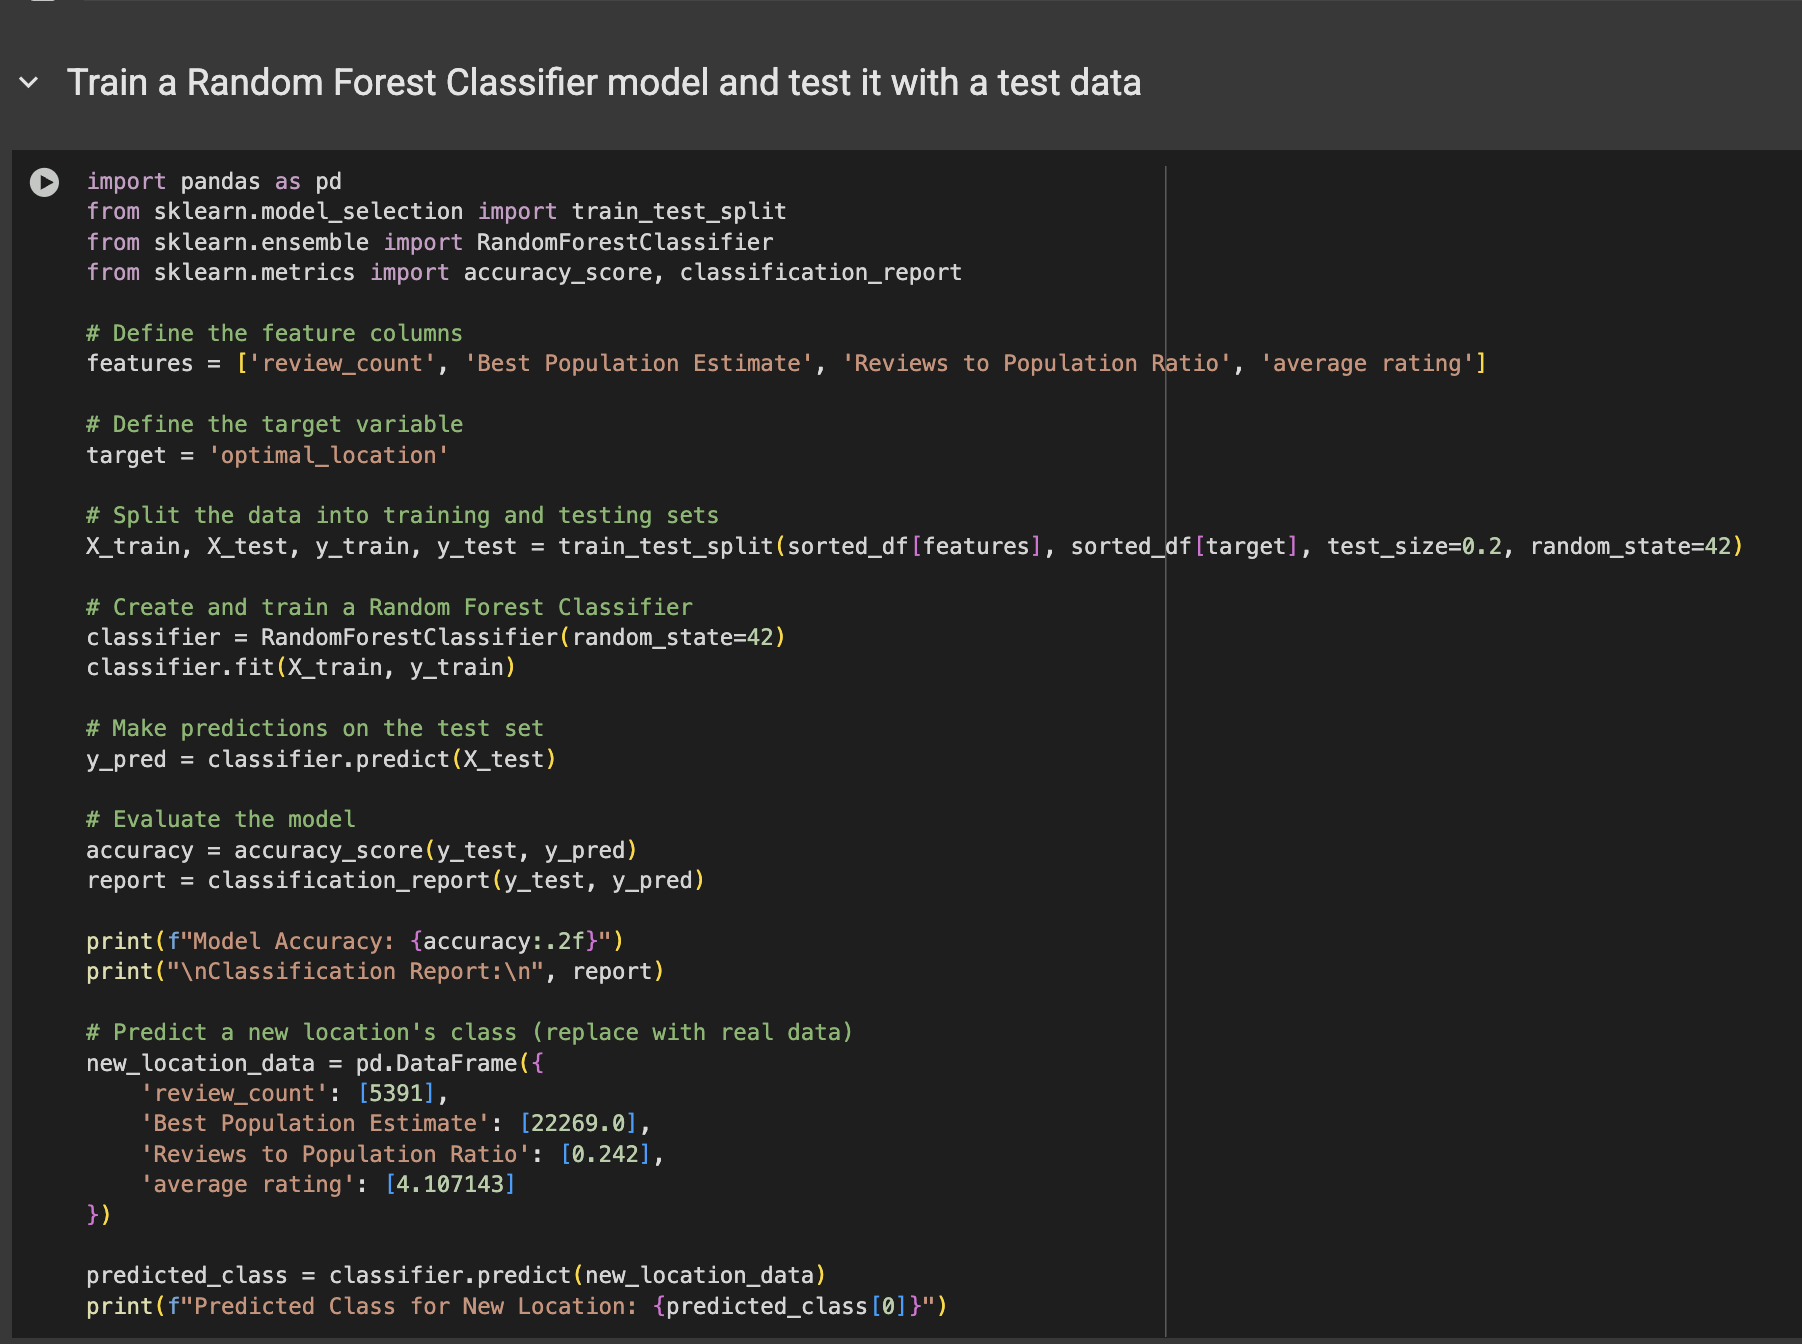 Train a Random Forest Classifier model and test it with a test data
import pandas as pd
from sklearn.model_selection import train_test_split
from sklearn.ensemble import RandomForestClassifier
from sklearn.metrics import accuracy_score, classification_report
# Define the feature columns
features = ['review_count', 'Best Population Estimate', 'Reviews to Population Ratio', 'average rating']
# Define the target variable
target = 'optimal_location'
# Split the data into training and testing sets
X_train, X_test, y_train, y_test = train_test_split(sorted_df[features], sorted_df[target], test_size=0.2, random_state=42)
# Create and train a Random Forest Classifier
classifier = RandomForestClassifier(random_state=42)
classifier.fit(X_train, y_train)
# Make predictions on the test set
y_pred = classifier.predict(X_test)
# Evaluate the model
accuracy = accuracy_score(y_test, y_pred)
report = classification_report(y_test, y_pred)
print(f"Model Accuracy: {accuracy:.2f}")
print("\nClassification Report:\n", report)
# Predict a new location's class (replace with real data)
new_location_data = pd.DataFrame({
    'review_count': [5391],
    'Best Population Estimate': [22269.0],
    'Reviews to Population Ratio': [0.242],
    'average rating': [4.107143]
})
predicted_class = classifier.predict(new_location_data)
print(f"Predicted Class for New Location: {predicted_class[0]}")